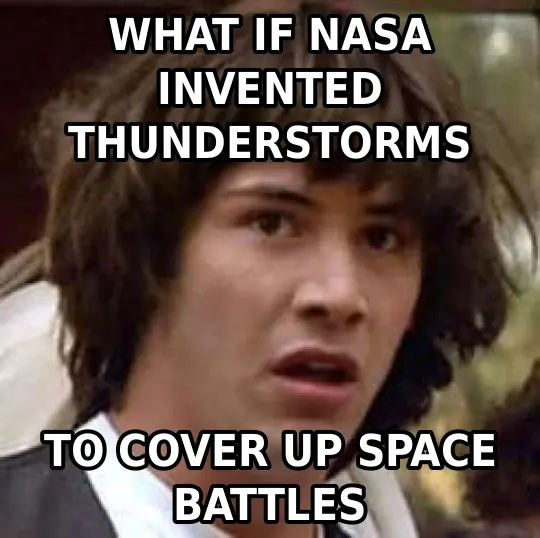 WHAT IF NASA
INVENTED
THUNDERSTORMS
TO COVER UP SPACE
BATTLES